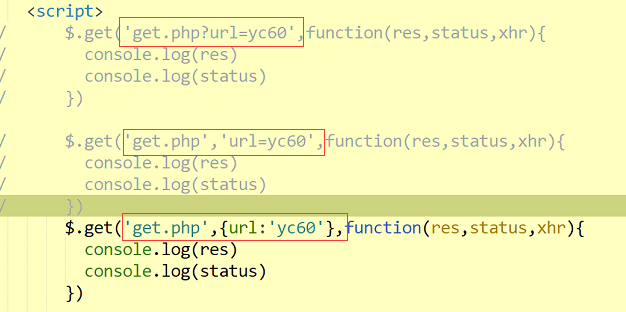 <script>
/ $.get('get.php?url=yc60',function(res,status,xhr){
/ console.log(res)
/ console.log(status)
/ })
/ $.get('get.php','url=yc60',function(res,status,xhr){
/ console.log(res)
/ console.log(status)
/ })
$.get('get.php',{url:'yc60'},function(res,status,xhr){
console.log(res)
console.log(status)
})